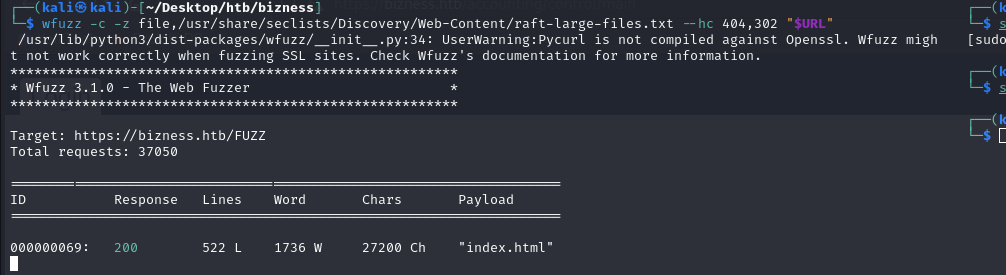 ┌──(kali㉿kali)-[~/Desktop/htb/bizness]
└─$ wfuzz -c -z file,/usr/share/seclists/Discovery/Web-Content/raft-large-files.txt --hc 404,302 "$URL"
/usr/lib/python3/dist-packages/wfuzz/__init__.py:34: UserWarning:Pycurl is not compiled against Openssl. Wfuzz migh
t not work correctly when fuzzing SSL sites. Check Wfuzz's documentation for more information.
********************************************************
* Wfuzz 3.1.0 - The Web Fuzzer                         *
********************************************************
Target: https://bizness.htb/FUZZ
Total requests: 37050
=====================================================================
ID           Response   Lines    Word       Chars       Payload
=====================================================================
000000069:   200        522 L    1736 W     27200 Ch    "index.html"
┌──(k
[sudo
┌──(k
└─$ s
┌──(k
└─$